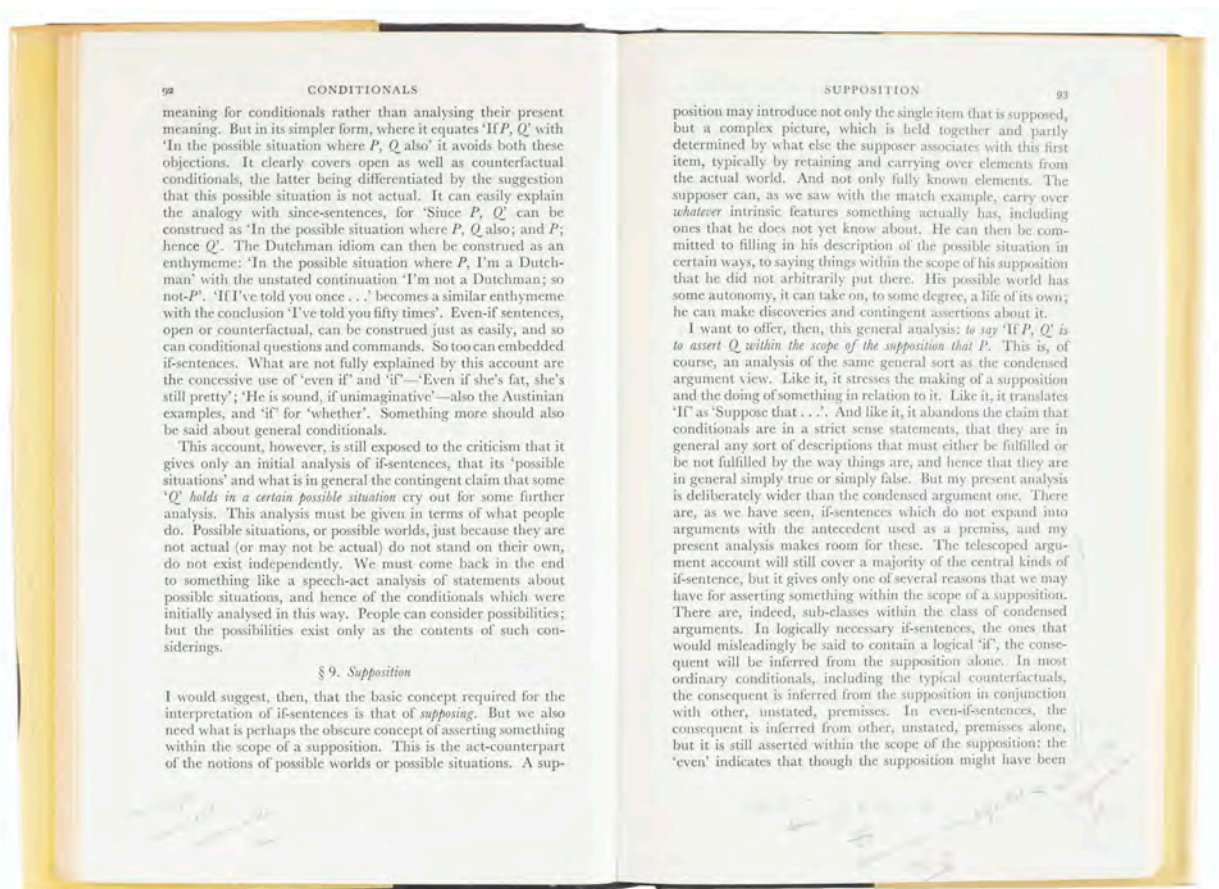 92
CONDITIONALS
meaning for conditionals rather than analysing their present
meaning. But in its simpler form, where it equates ‘If P, Q’ with
‘In the possible situation where P, Q also’ it avoids both these
objections. It clearly covers open as well as counterfactual
conditionals, the latter being differentiated by the suggestion
that this possible situation is not actual. It can easily explain
the analogy with since-sentences, for ‘Since P, Q’ can be
construed as ‘In the possible situation where P, Q also; and P;
hence Q’. The Dutchman idiom can then be construed as an
enthymeme: ‘In the possible situation where P, I'm a Dutch-
man’ with the unstated continuation ‘I'm not a Dutchman; so
not-P’. ‘If I've told you once . . .’ becomes a similar enthymeme
with the conclusion ‘I've told you fifty times’. Even-if sentences,
open or counterfactual, can be construed just as easily, and so
can conditional questions and commands. So too can embedded
if-sentences. What are not fully explained by this account are
the concessive use of ‘even if’ and ‘if’—‘Even if she's fat, she's
still pretty’; ‘He is sound, if unimaginative’—also the Austinian
examples, and ‘if’ for ‘whether’. Something more should also
be said about general conditionals.
This account, however, is still exposed to the criticism that it
gives only an initial analysis of if-sentences, that its ‘possible
situations’ and what is in general the contingent claim that some
‘Q’ holds in a certain possible situation cry out for some further
analysis. This analysis must be given in terms of what people
do. Possible situations, or possible worlds, just because they are
not actual (or may not be actual) do not stand on their own,
do not exist independently. We must come back in the end
to something like a speech-act analysis of statements about
possible situations, and hence of the conditionals which were
initially analysed in this way. People can consider possibilities;
but the possibilities exist only as the contents of such con-
siderings.
§ 9. Supposition
I would suggest, then, that the basic concept required for the
interpretation of if-sentences is that of supposing. But we also
need what is perhaps the obscure concept of asserting something
within the scope of a supposition. This is the act-counterpart
of the notions of possible worlds or possible situations. A sup-
SUPPOSITION
93
position may introduce not only the single item that is supposed,
but a complex picture, which is held together and partly
determined by what else the supposer associates with this first
item, typically by retaining and carrying over elements from
the actual world. And not only fully known elements. The
supposer can, as we saw with the match example, carry over
whatever intrinsic features something actually has, including
ones that he does not yet know about. He can then be com-
mitted to filling in his description of the possible situation in
certain ways, to saying things within the scope of his supposition
that he did not arbitrarily put there. His possible world has
some autonomy, it can take on, to some degree, a life of its own;
he can make discoveries and contingent assertions about it.
I want to offer, then, this general analysis: to say ‘If P, Q’ is
to assert Q within the scope of the supposition that P. This is, of
course, an analysis of the same general sort as the condensed
argument view. Like it, it stresses the making of a supposition
and the doing of something in relation to it. Like it, it translates
‘If’ as ‘Suppose that . . .’. And like it, it abandons the claim that
conditionals are in a strict sense statements, that they are in
general any sort of descriptions that must either be fulfilled or
be not fulfilled by the way things are, and hence that they are
in general simply true or simply false. But my present analysis
is deliberately wider than the condensed argument one. There
are, as we have seen, if-sentences which do not expand into
arguments with the antecedent used as a premiss, and my
present analysis makes room for these. The telescoped argu-
ment account will still cover a majority of the central kinds of
if-sentence, but it gives only one of several reasons that we may
have for asserting something within the scope of a supposition.
There are, indeed, sub-classes within the class of condensed
arguments. In logically necessary if-sentences, the ones that
would misleadingly be said to contain a logical ‘if’, the conse-
quent will be inferred from the supposition alone. In most
ordinary conditionals, including the typical counterfactuals,
the consequent is inferred from the supposition in conjunction
with other, unstated, premisses. In even-if-sentences, the
consequent is inferred from other, unstated, premisses alone,
but it is still asserted within the scope of the supposition: the
‘even’ indicates that though the supposition might have been